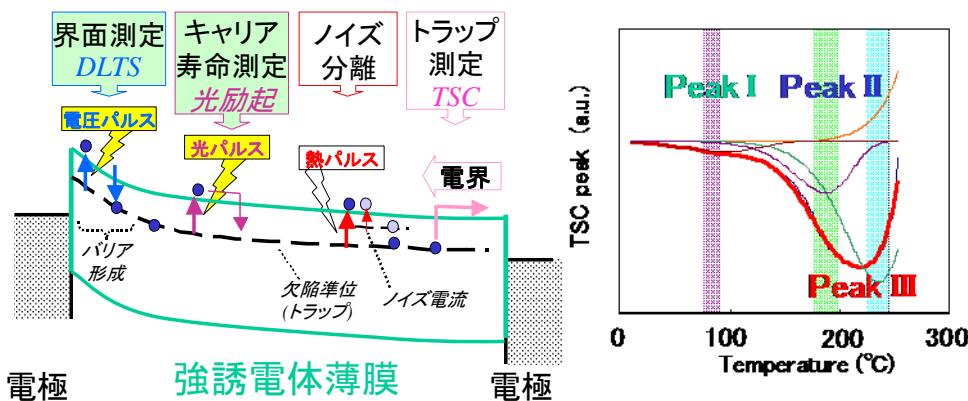 界面測定
DLTS
キャリア
寿命測定
光励起
ノイズ
分離
トラップ
測定
TSC
電圧パルス
光パルス
熱パルス
電界
バリア
形成
欠陥準位
(トラップ)
ノイズ電流
電極
強誘電体薄膜
電極
Peak I
Peak II
Peak III
TSC peak (a.u.)
0
100
200
300
Temperature (°C)